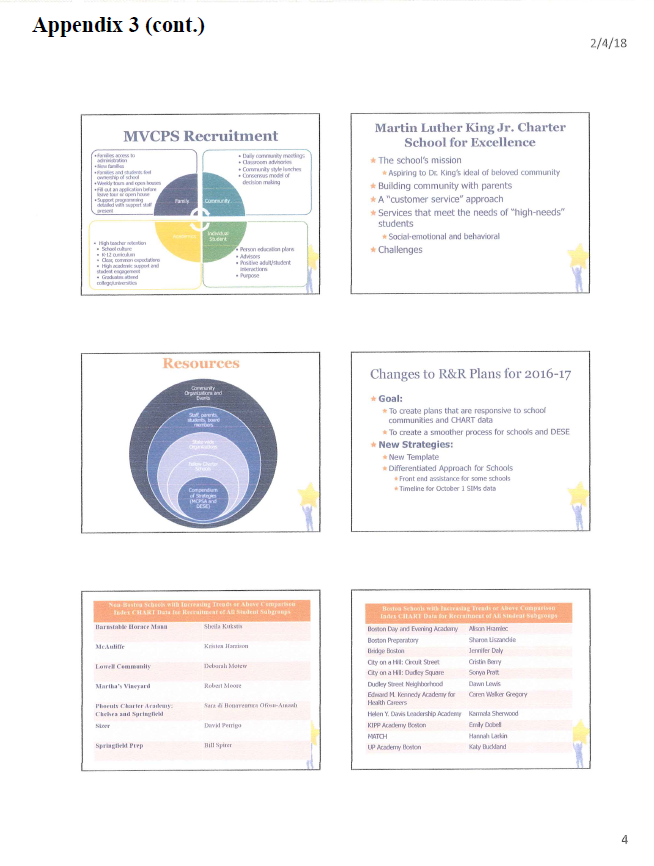 Appendix 3 (cont.)
2/4/18
MVCPS Recruitment
• Families access to
administration
• New families
• Families and students feel
ownership of school
• Weekly tours and open houses
• Fill out an application before
leave tour or open house
• Support programming
detailed with support staff
present
• Daily community meetings
• Classroom advisories
• Community style lunches
• Consensus model of
decision making
Family
Community
Individual
Student
• High teacher retention
• School culture
• K-12 curriculum
• Clear, common expectations
• High academic support and
student engagement
• Graduates attend
college/universities
• Person education plans
• Advisors
• Positive adult/student
interactions
• Purpose
Martin Luther King Jr. Charter
School for Excellence
The school's mission
Aspiring to Dr. King's ideal of beloved community
Building community with parents
A "customer service" approach
Services that meet the needs of "high-needs"
students
Social-emotional and behavioral
Challenges
Resources
Community
Organizations and
Events
Staff, parents,
students, board
members
Organizations
Schools
Compendium
of Strategies
(MCPSA and
DESE)
Changes to R&R Plans for 2016-17
Goal:
To create plans that are responsive to school
communities and CHART data
To create a smoother process for schools and DESE
New Strategies:
New Template
Differentiated Approach for Schools
Front end assistance for some schools
Timeline for October 1 SIMs data
Non-Boston Schools with Increasing Trends or Above Comparison
Index CHART Data for Recruitment of All Student Subgroups
Barnstable Horace Mann Sheila Kukstis
McAuliffe Kristen Harrison
Lowell Community Deborah
Martha's Vineyard Robert Moore
Phoenix Charter Academy: Sara di Bonaventura
Chelsea and Springfield
Sizer David Perrigo
Springfield Prep Bill Spirer
Boston Schools with Increasing Trends or Above Comparison
Index CHART Data for Recruitment of All Student Subgroups
Boston Day and Evening Academy Alison Hramiec
Boston Preparatory Sharon Liszanckie
Bridge Boston Jennifer Daly
City on a Hill: Circuit Street Cristin Berry
City on a Hill: Dudley Square Sonya Pratt
Dudley Street Neighborhood Dawn Lewis
Edward M. Kennedy Academy for Caren Walker Gregory
Health Careers
Helen Y. Davis Leadership Academy Karmala Sherwood
KIPP Academy Boston Emily Dobell
MATCH Hannah Larkin
UP Academy Boston Katy Buckland
4